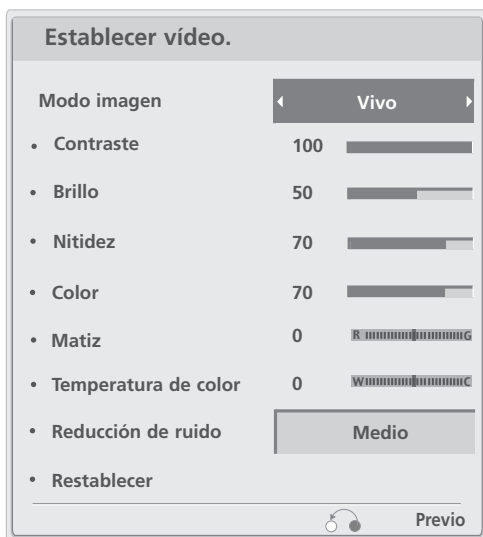 Establecer vídeo.
Modo imagen Vivo
• Contraste 100
• Brillo 50
• Nitidez 70
• Color 70
• Matiz 0 R G
• Temperatura de color 0 W C
• Reducción de ruido Medio
• Restablecer
Previo